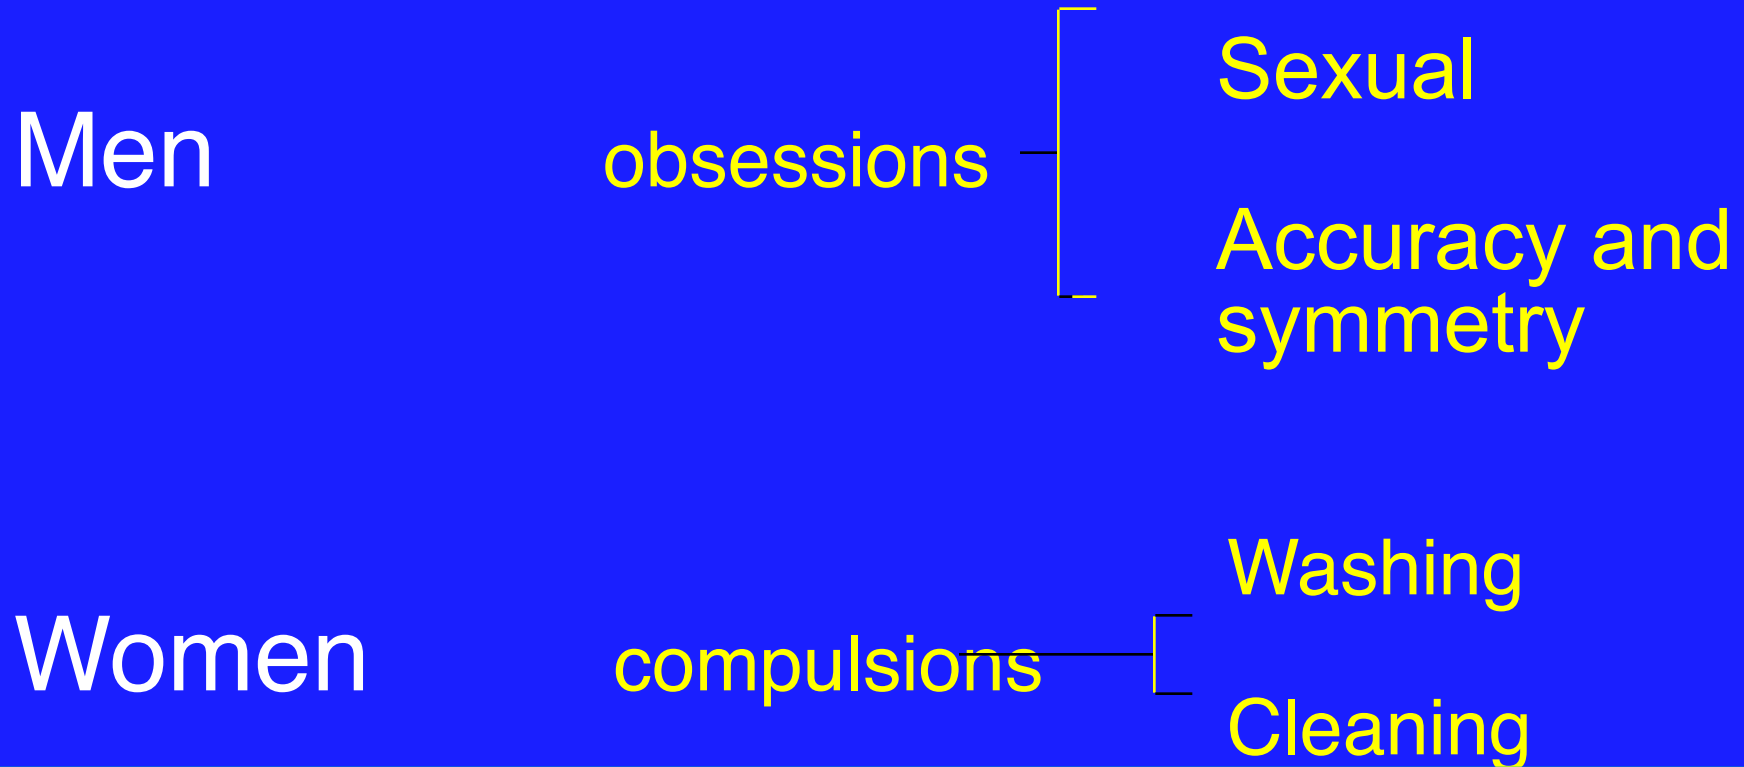 Men
obsessions
Sexual
Accuracy and
symmetry
Women
compulsions
Washing
Cleaning